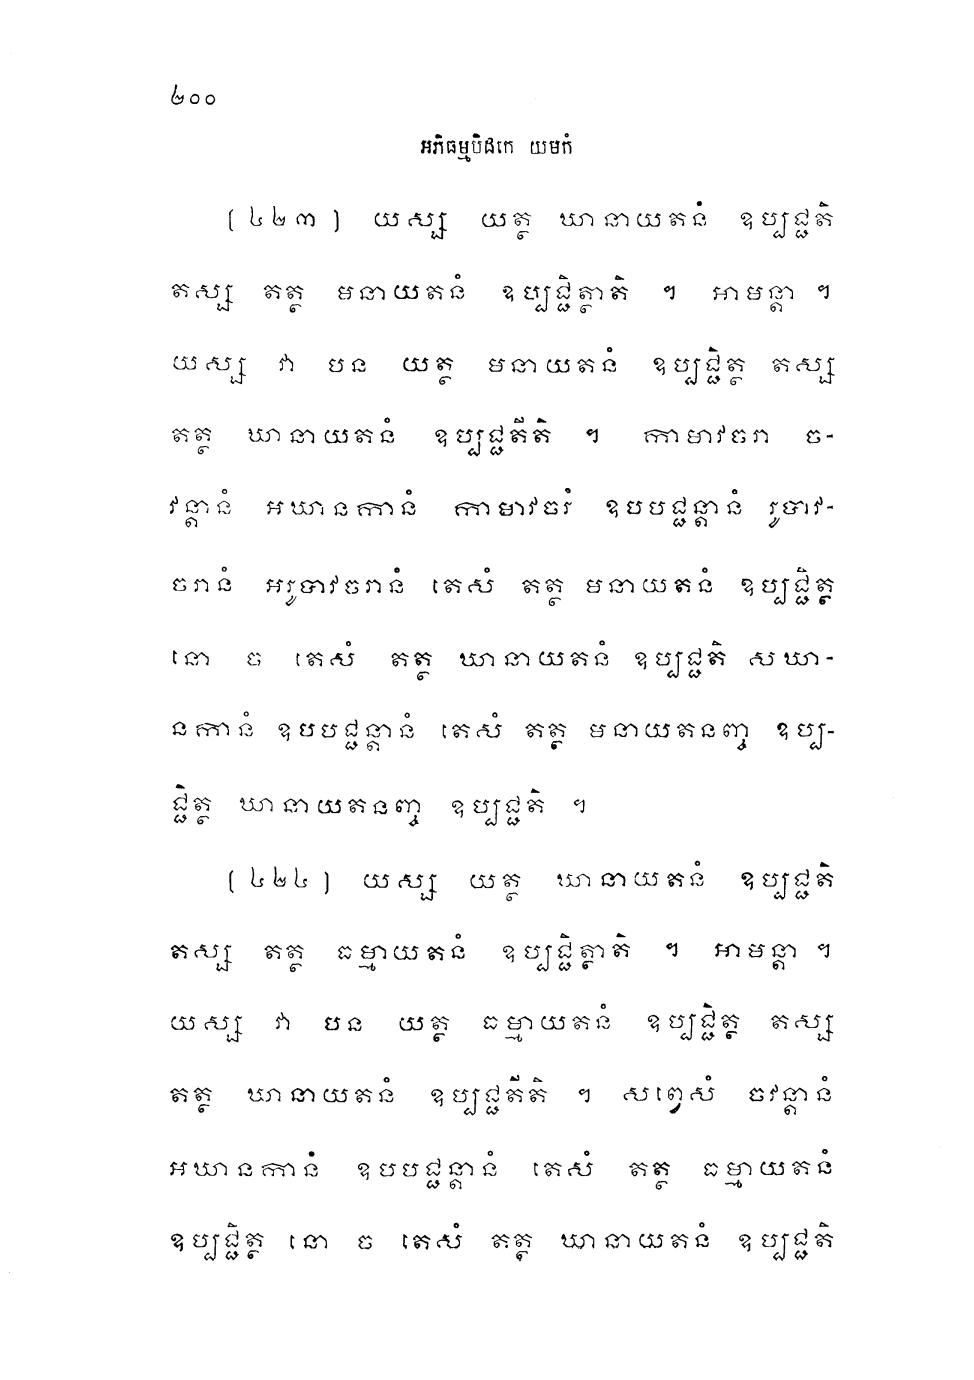 ២០០
អភិធម្មបិដកេ យមកំ
(៤២៣) យស្ស យត្ថ ឃានាយតនំ ឧប្បជ្ជតិ
តស្ស តត្ថ មនាយតនំ ឧប្បជ្ជិត្ថាតិ ។ អាមន្តា ។
យស្ស វា បន យត្ថ មនាយតនំ ឧប្បជ្ជិត្ថ តស្ស
តត្ថ ឃានាយតនំ ឧប្បជ្ជតីតិ ។ កាមាវចរា ច-
វន្តានំ អឃានកានំ កាមាវចរំ ឧបបជ្ជន្តានំ រូបាវ-
ចរានំ អរូបាវចរានំ តេសំ តត្ថ មនាយតនំ ឧប្បជ្ជិត្ថ
នោ ច តេសំ តត្ថ ឃានាយតនំ ឧប្បជ្ជតិ សឃា-
នកានំ ឧបបជ្ជន្តានំ តេសំ តត្ថ មនាយតនញ្ច ឧប្ប-
ជ្ជិត្ថ ឃានាយតនញ្ច ឧប្បជ្ជតិ ។
(៤២៤) យស្ស យត្ថ ឃានាយតនំ ឧប្បជ្ជតិ
តស្ស តត្ថ ធម្មាយតនំ ឧប្បជ្ជិត្ថាតិ ។ អាមន្តា ។
យស្ស វា បន យត្ថ ធម្មាយតនំ ឧប្បជ្ជិត្ថ តស្ស
តត្ថ ឃានាយតនំ ឧប្បជ្ជតីតិ ។ សព្វេសំ ចវន្តានំ
អឃានកានំ ឧបបជ្ជន្តានំ តេសំ តត្ថ ធម្មាយតនំ
ឧប្បជ្ជិត្ថ នោ ច តេសំ តត្ថ ឃានាយតនំ ឧប្បជ្ជតិ